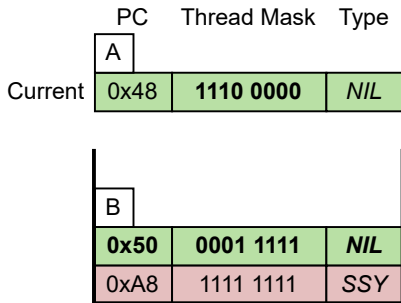 PC Thread Mask Type
A
Current 0x48 1110 0000 NIL
B
0x50 0001 1111 NIL
0xA8 1111 1111 SSY